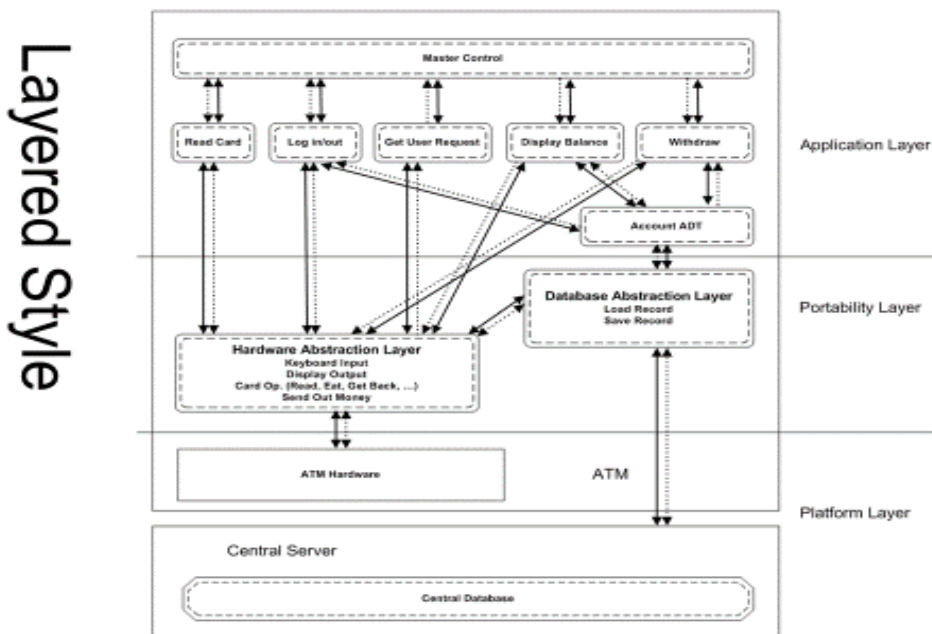 Layered Style
Master Control
Read Card
Log in/out
Get User Request
Display Balance
Withdraw
Application Layer
Account ADT
Database Abstraction Layer
Load Record
Save Record
Portability Layer
Hardware Abstraction Layer
Keyboard Input
Display Output
Card Op. (Read, Eat, Get Back, ...)
Send Out Money
ATM Hardware
ATM
Platform Layer
Central Server
Central Database